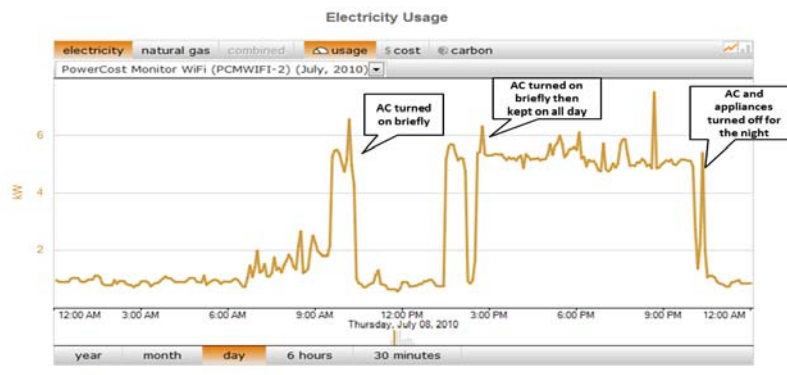 Electricity Usage
electricity natural gas combined usage $ cost carbon
PowerCost Monitor WiFi (PCMWIFI-2) (July, 2010)
AC turned
on briefly
AC turned on
briefly then
kept on all day
AC and
appliances
turned off for
the night
6
4
2
kW
12:00 AM 3:00 AM 6:00 AM 9:00 AM 12:00 PM 3:00 PM 6:00 PM 9:00 PM 12:00 AM
Thursday, July 08, 2010
year month day 6 hours 30 minutes